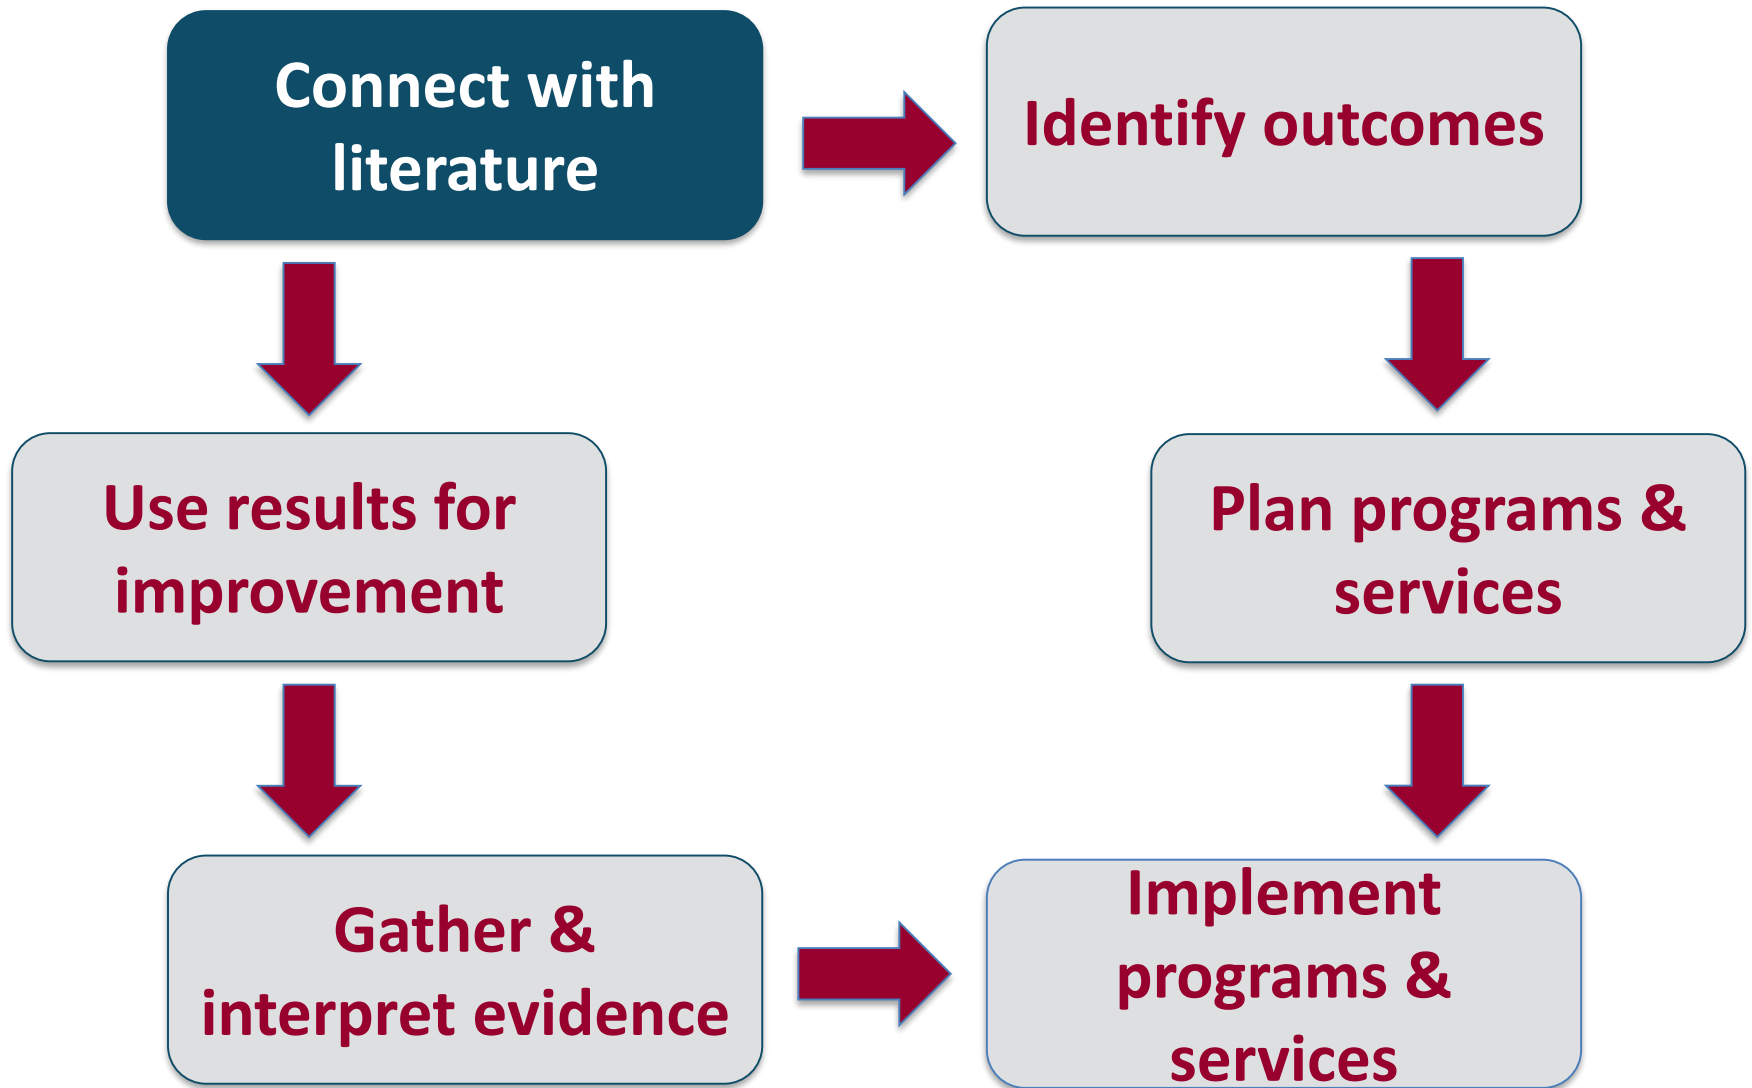 Connect with
literature
Identify outcomes
Use results for
improvement
Plan programs &
services
Gather &
interpret evidence
Implement
programs &
services